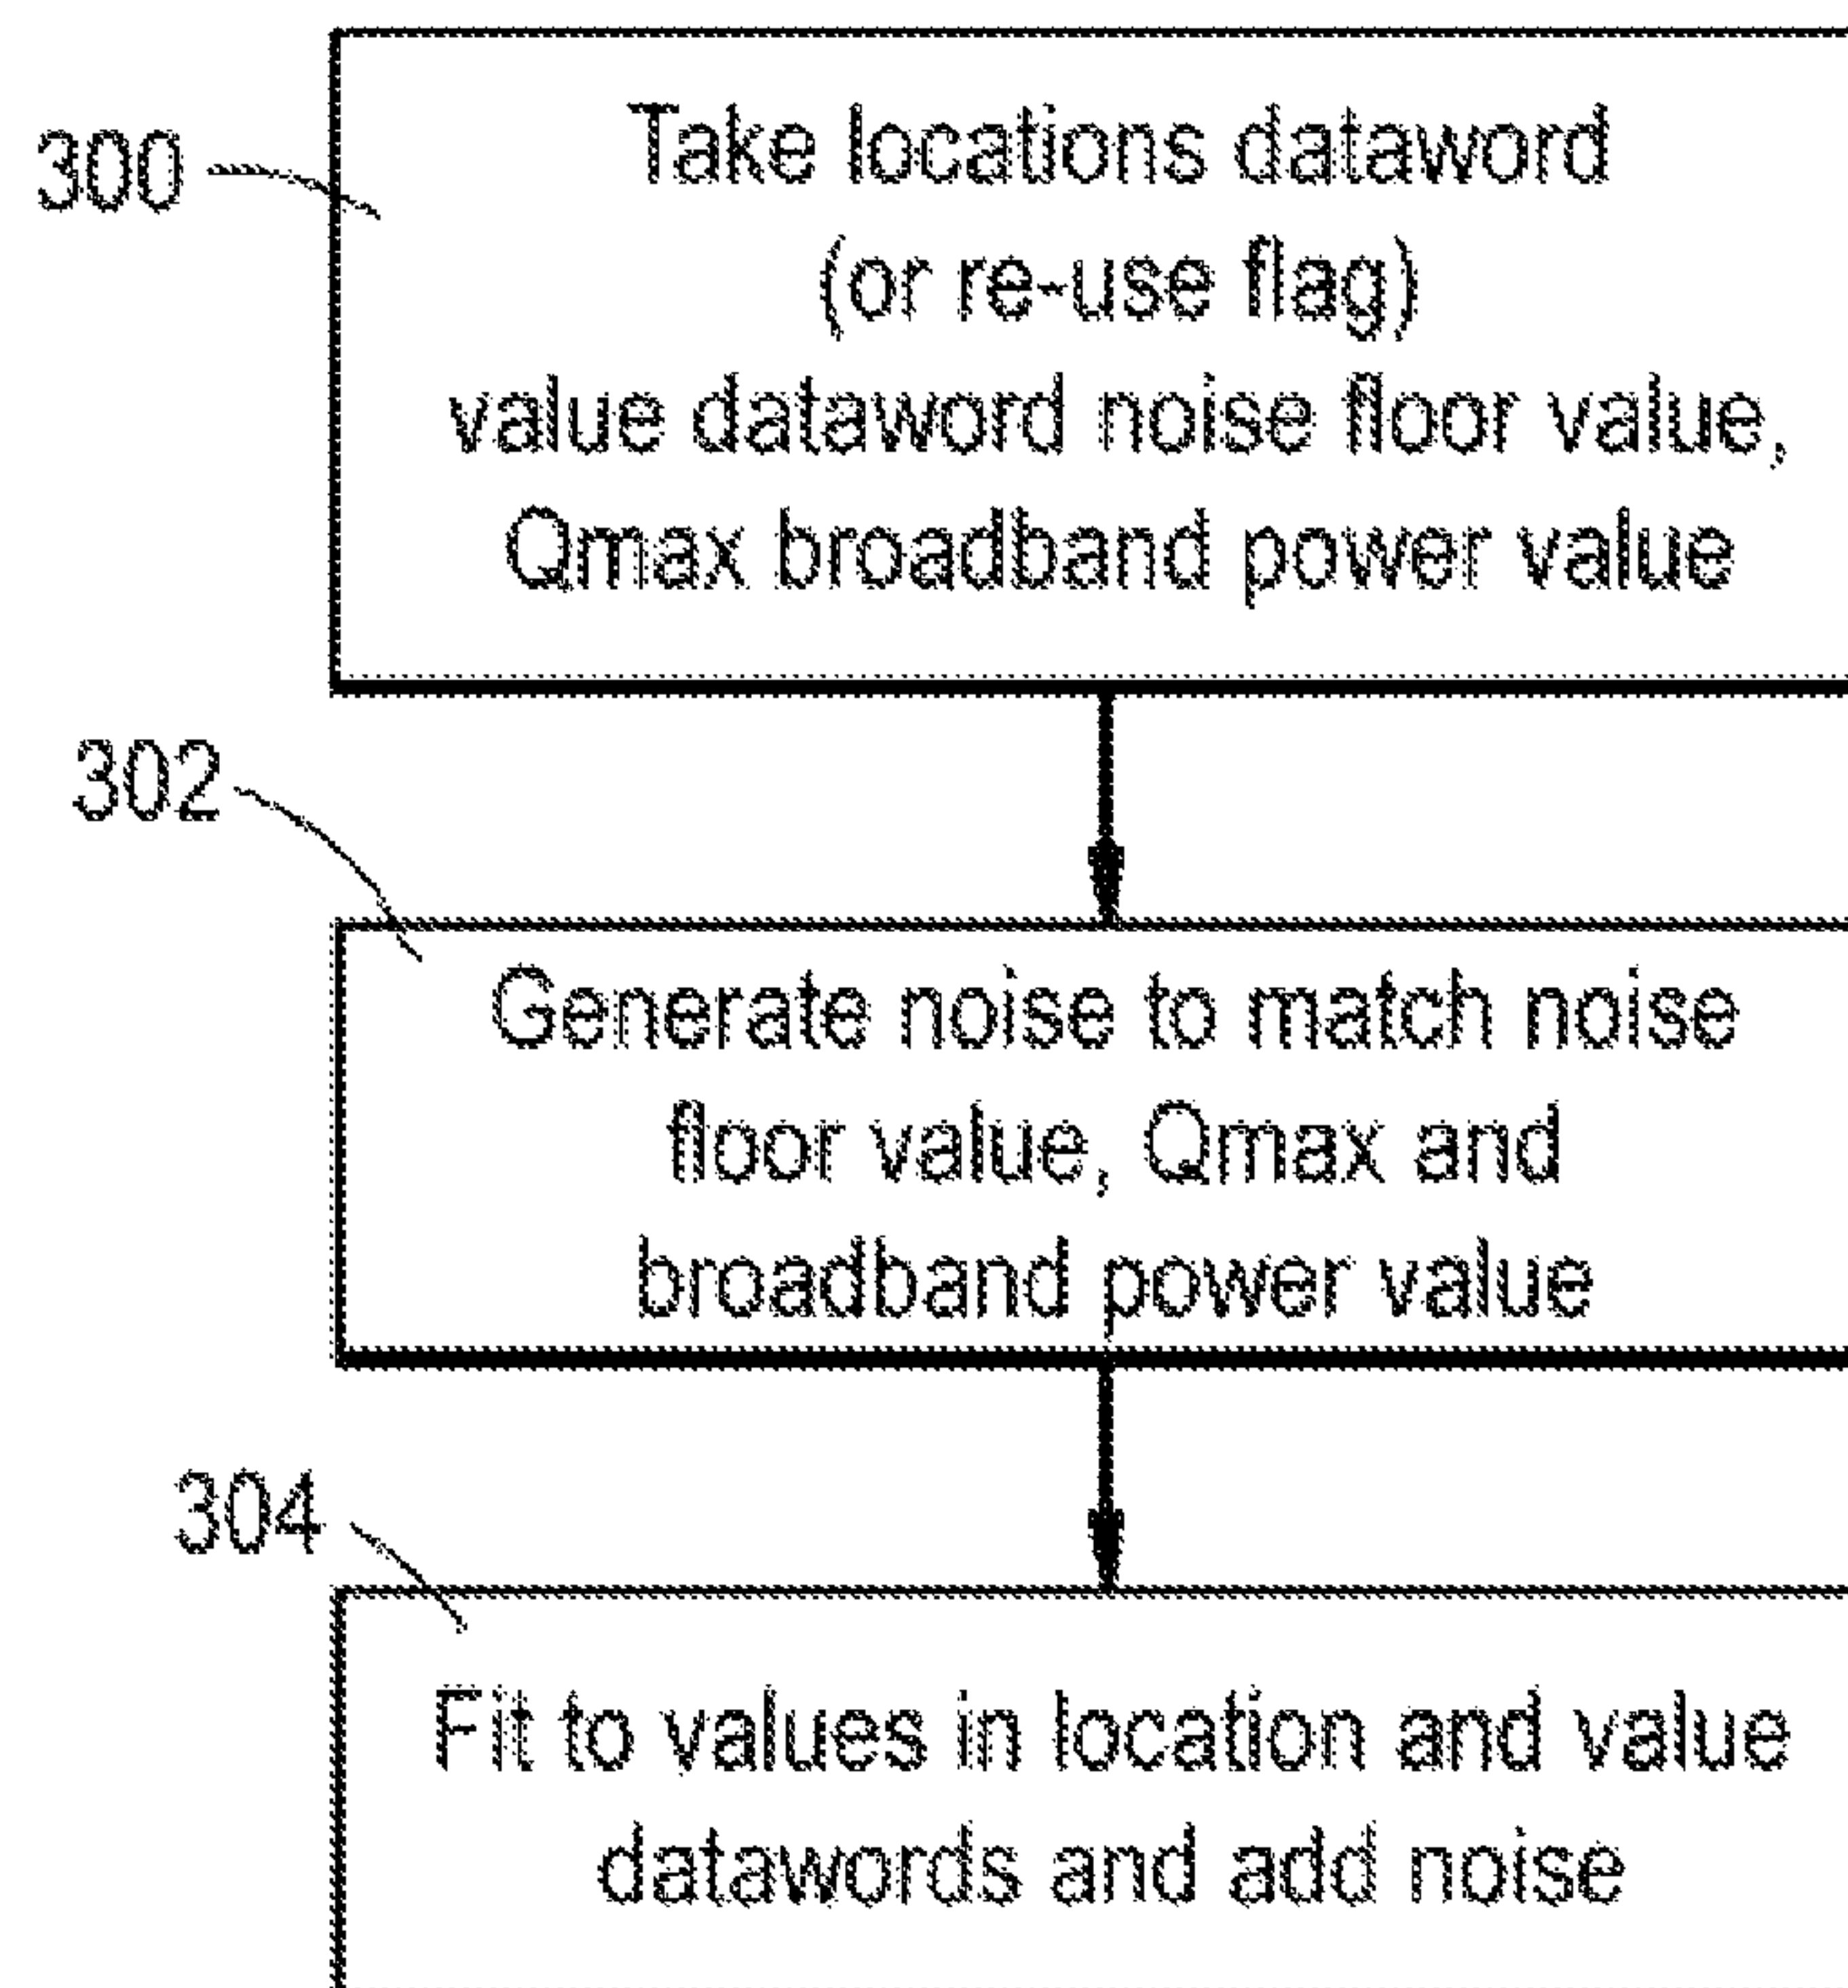 300
Take locations dataword
(or re-use flag)
value dataword noise floor value,
Qmax broadband power value
302
Generate noise to match noise
floor value, Qmax and
broadband power value
304
Fit to values in location and value
datawords and add noise